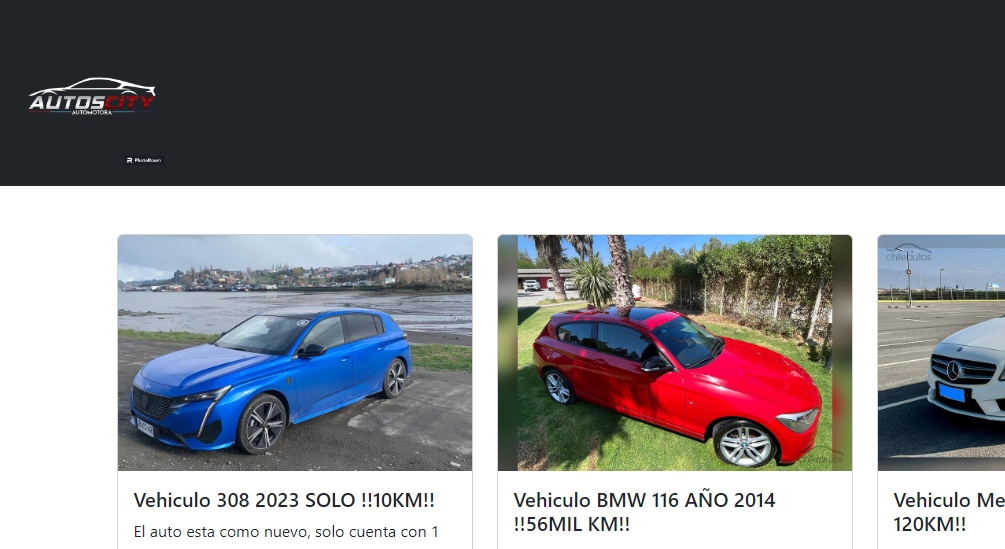 AUTOSCITY
AUTOMOTORA
PhotoRoom
chileautos
Vehiculo 308 2023 SOLO !!10KM!!
El auto esta como nuevo, solo cuenta con 1
Vehiculo BMW 116 AÑO 2014
!!56MIL KM!!
Vehiculo Me
120KM!!